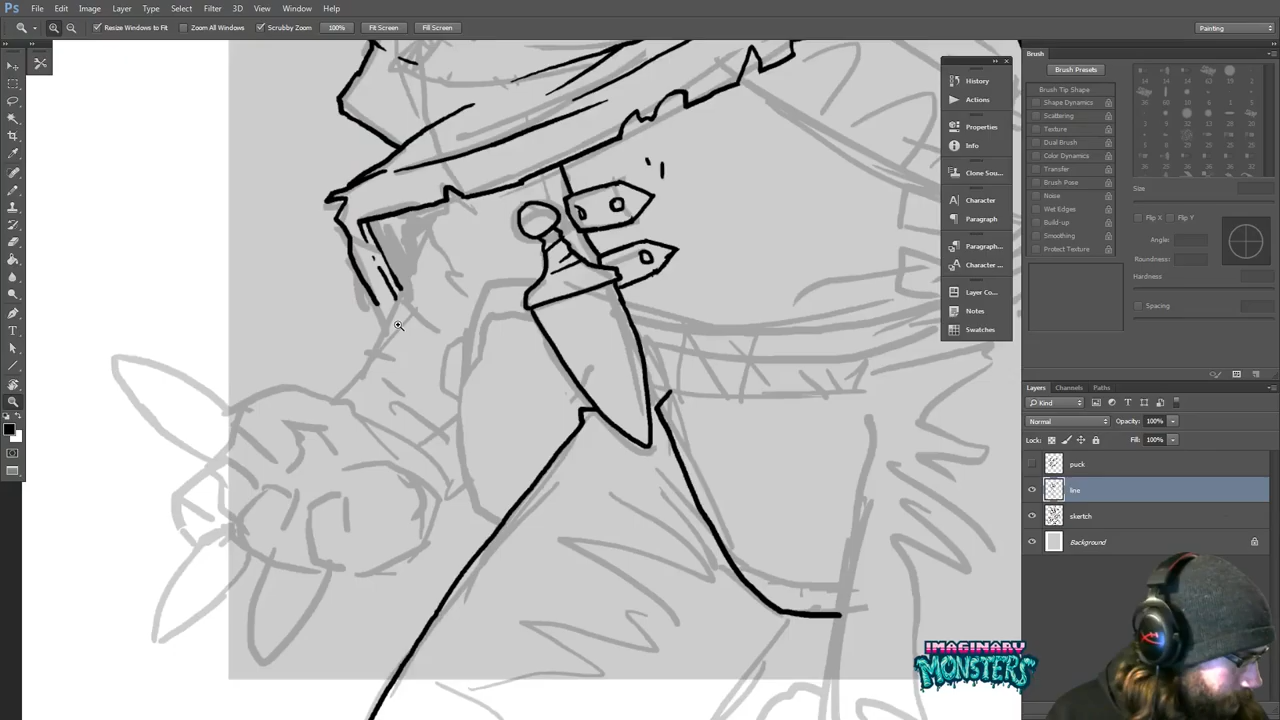 Ps File Edit Image Layer Type Select Filter 3D View Window Help
Resize Windows to Fit Zoom All Windows Scrubby Zoom 100% Fit Screen Fill Screen Painting
Brush
Brush Presets
Brush Tip Shape
Shape Dynamics
Scattering
Texture
Dual Brush
Color Dynamics
Transfer
Brush Pose
Noise
Wet Edges
Build-up
Smoothing
Protect Texture
Size
Flip X Flip Y
Angle:
Roundness:
Hardness
Spacing
History
Actions
Properties
Info
Clone Sou...
Character
Paragraph
Paragraph...
Character ...
Layer Co...
Notes
Swatches
Layers Channels Paths
Kind
Normal Opacity: 100%
Lock: Fill: 100%
puck
line
skertch
Background
IMAGINARY
MONSTERS